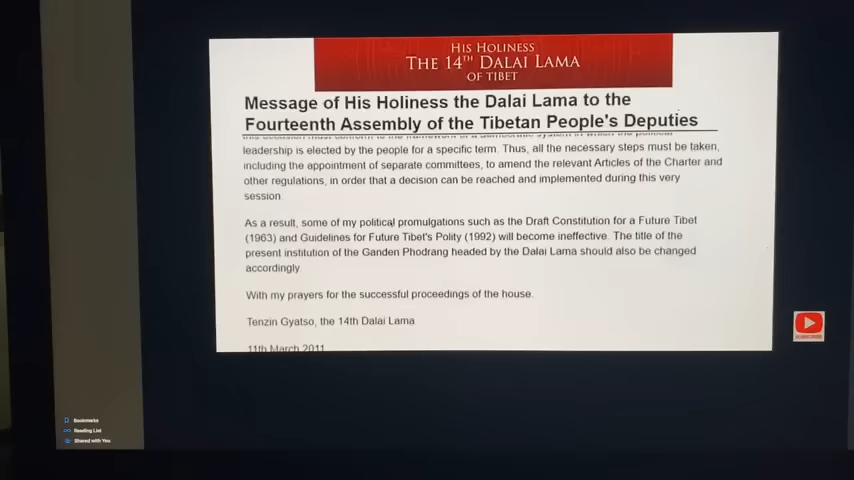 HIS HOLINESS
THE 14TH DALAI LAMA
OF TIBET
Message of His Holiness the Dalai Lama to the
Fourteenth Assembly of the Tibetan People's Deputies
leadership is elected by the people for a specific term. Thus, all the necessary steps must be taken,
including the appointment of separate committees, to amend the relevant Articles of the Charter and
other regulations, in order that a decision can be reached and implemented during this very
session.
As a result, some of my political promulgations such as the Draft Constitution for a Future Tibet
(1963) and Guidelines for Future Tibet's Polity (1992) will become ineffective. The title of the
present institution of the Ganden Phodrang headed by the Dalai Lama should also be changed
accordingly.
With my prayers for the successful proceedings of the house.
Tenzin Gyatso, the 14th Dalai Lama
11th March 2011
Bookmarks
Reading List
Shared with You